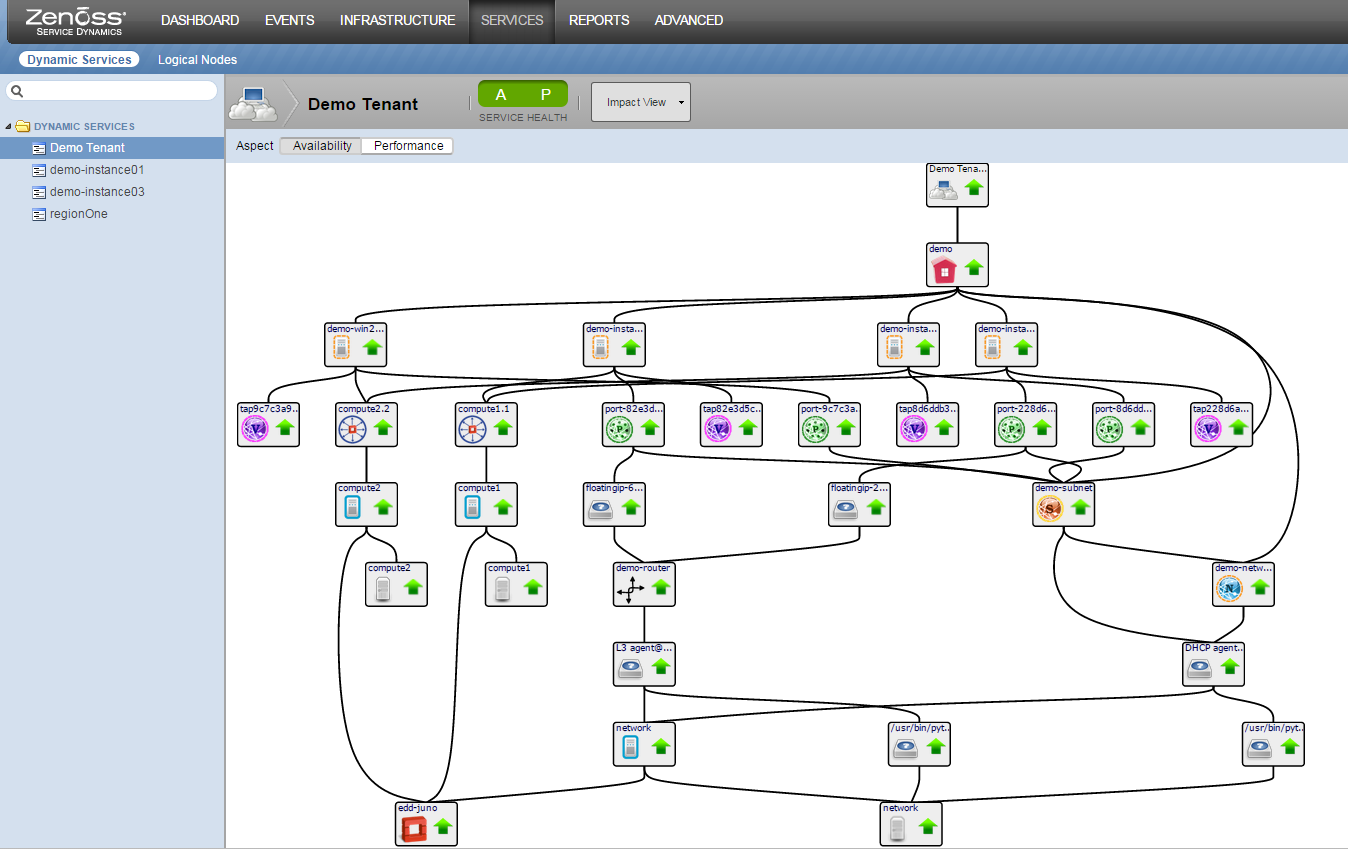 Zenoss
SERVICE DYNAMICS
DASHBOARD EVENTS INFRASTRUCTURE SERVICES REPORTS ADVANCED
Dynamic Services Logical Nodes
Demo Tenant
A P
SERVICE HEALTH
Impact View
DYNAMIC SERVICES
Demo Tenant
demo-instance01
demo-instance03
regionOne
Aspect Availability Performance
Demo Tena...
demo
demo-win2... demo-insta... demo-insta... demo-insta...
tap9c7c3a9... compute2.2 compute1.1 port-82e3d... tap82e3d5c... port-9c7c3a... tap8d6ddb3... port-228d6... port-8d6dd... tap228d6a...
V P V P V P P V
compute2 compute1 floatingip-6... floatingip-2... demo-subnet
S
compute2 compute1 demo-router demo-netw...
N
L3 agent@... DHCP agent...
network /usr/bin/pyt... /usr/bin/pyt...
edd-juno network